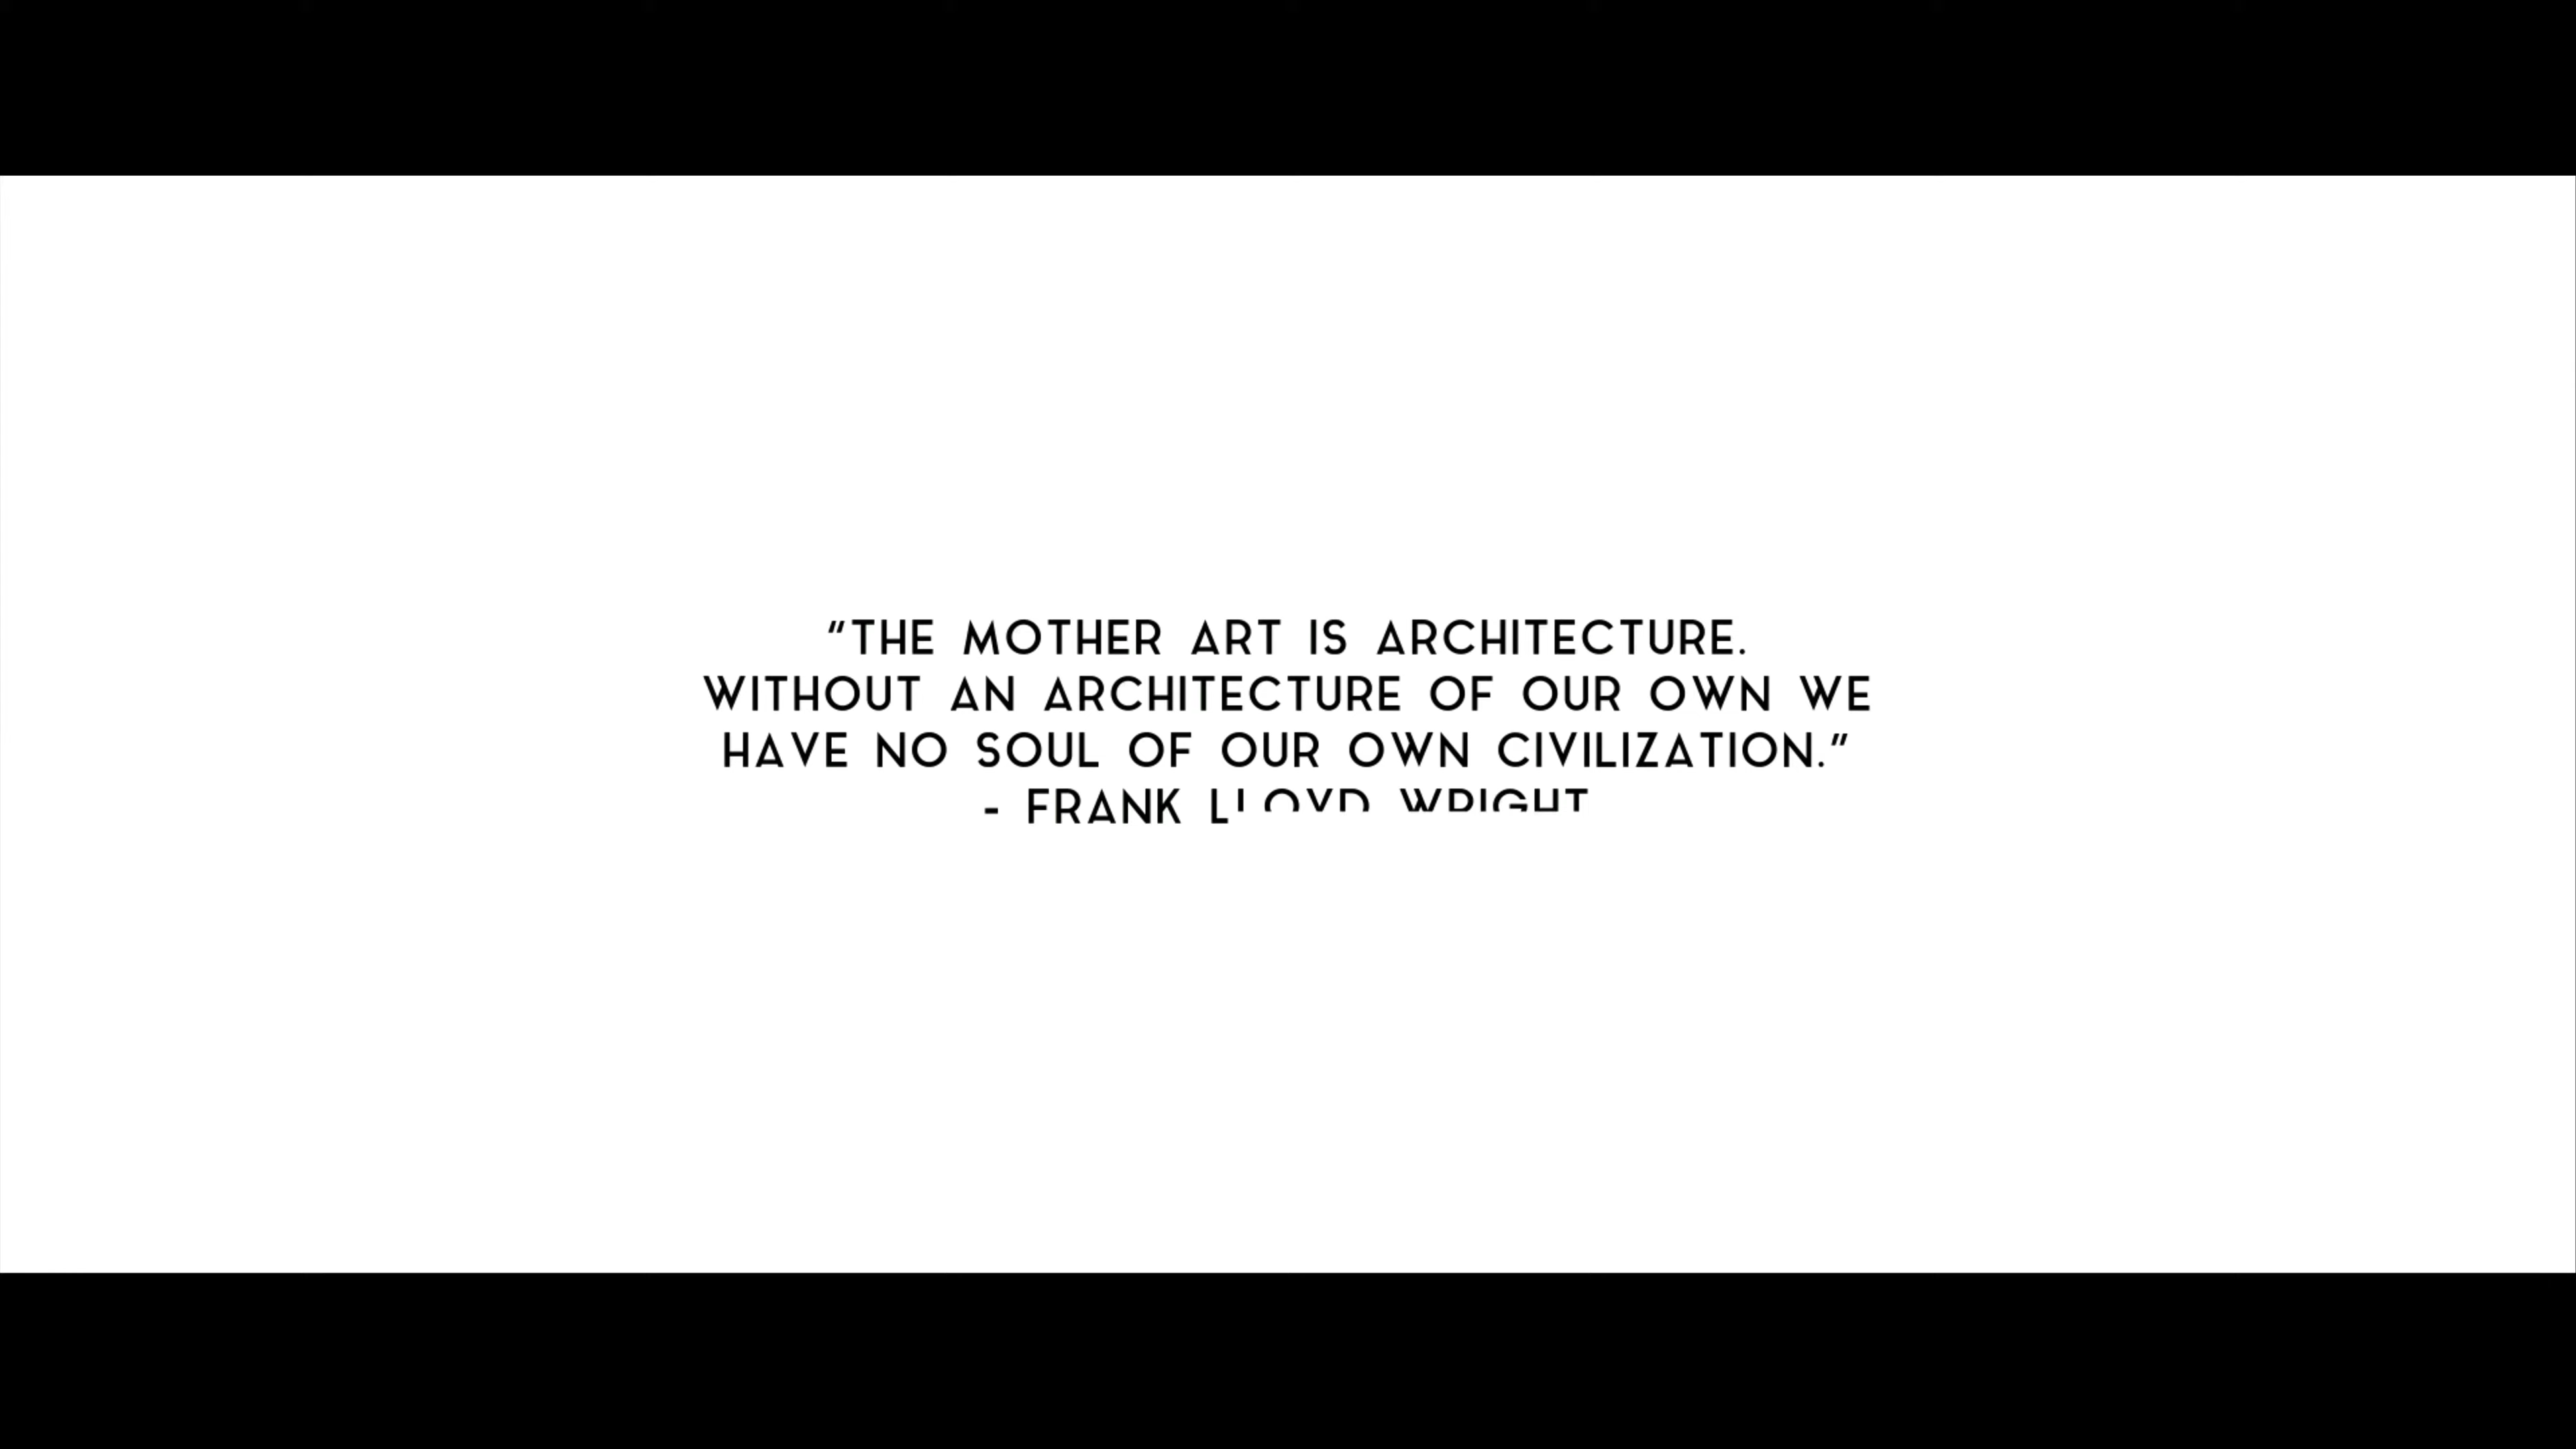 "THE MOTHER ART IS ARCHITECTURE.
WITHOUT AN ARCHITECTURE OF OUR OWN WE
HAVE NO SOUL OF OUR OWN CIVILIZATION."
- FRANK LLOYD WRIGHT